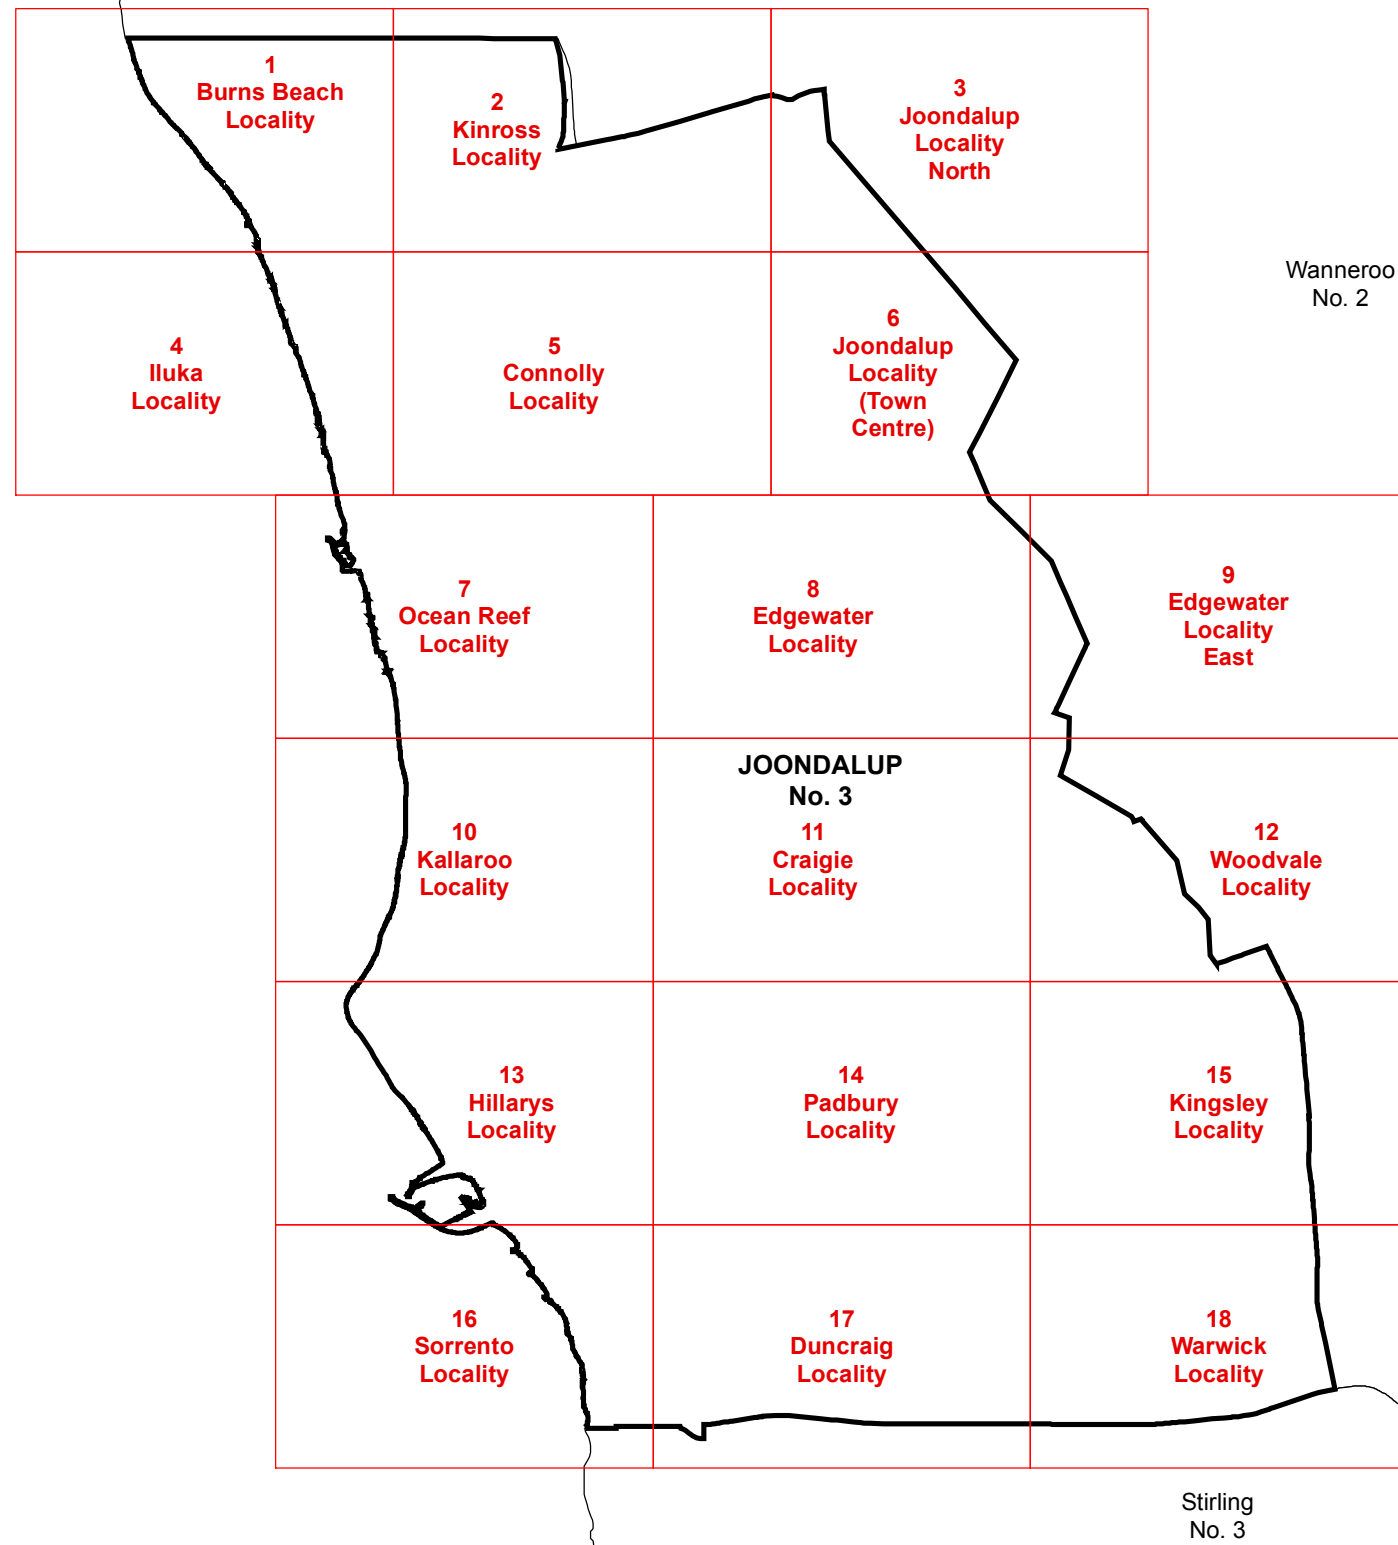 1
Burns Beach
Locality
2
Kinross
Locality
3
Joondalup
Locality
North
Wanneroo
No. 2
4
Iluka
Locality
5
Connolly
Locality
6
Joondalup
Locality
(Town
Centre)
7
Ocean Reef
Locality
8
Edgewater
Locality
9
Edgewater
Locality
East
JOONDALUP
No. 3
10
Kallaroo
Locality
11
Craigie
Locality
12
Woodvale
Locality
13
Hillarys
Locality
14
Padbury
Locality
15
Kingsley
Locality
16
Sorrento
Locality
17
Duncraig
Locality
18
Warwick
Locality
Stirling
No. 3